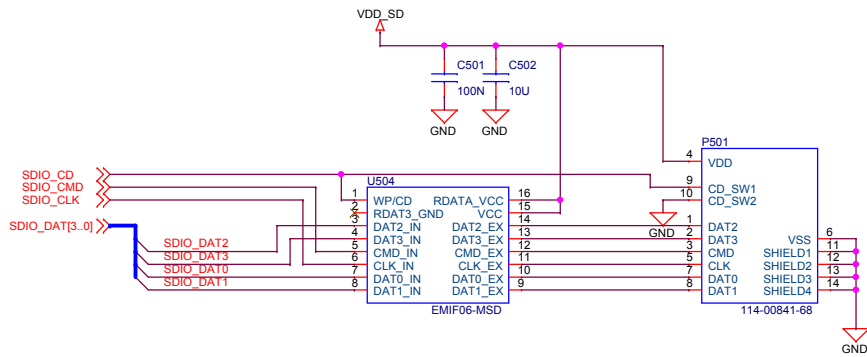 VDD_SD
C501
C502
100N
10U
GND
GND
P501
4
VDD
SDIO_CD
SDIO_CMD
SDIO_CLK
U504
9
CD_SW1
10
CD_SW2
1
WP/CD
RDATA_VCC
16
2
RDAT3_GND
VCC
15
SDIO_DAT[3..0]
3
DAT2_IN
DAT2_EX
14
GND
1
DAT2
SDIO_DAT2
4
DAT3_IN
DAT3_EX
13
2
DAT3
VSS
6
SDIO_DAT3
5
CMD_IN
CMD_EX
12
3
CMD
SHIELD1
11
SDIO_DAT0
6
CLK_IN
CLK_EX
11
5
CLK
SHIELD2
12
SDIO_DAT1
7
DAT0_IN
DAT0_EX
10
7
DAT0
SHIELD3
13
8
DAT1_IN
DAT1_EX
9
8
DAT1
SHIELD4
14
EMIF06-MSD
114-00841-68
GND